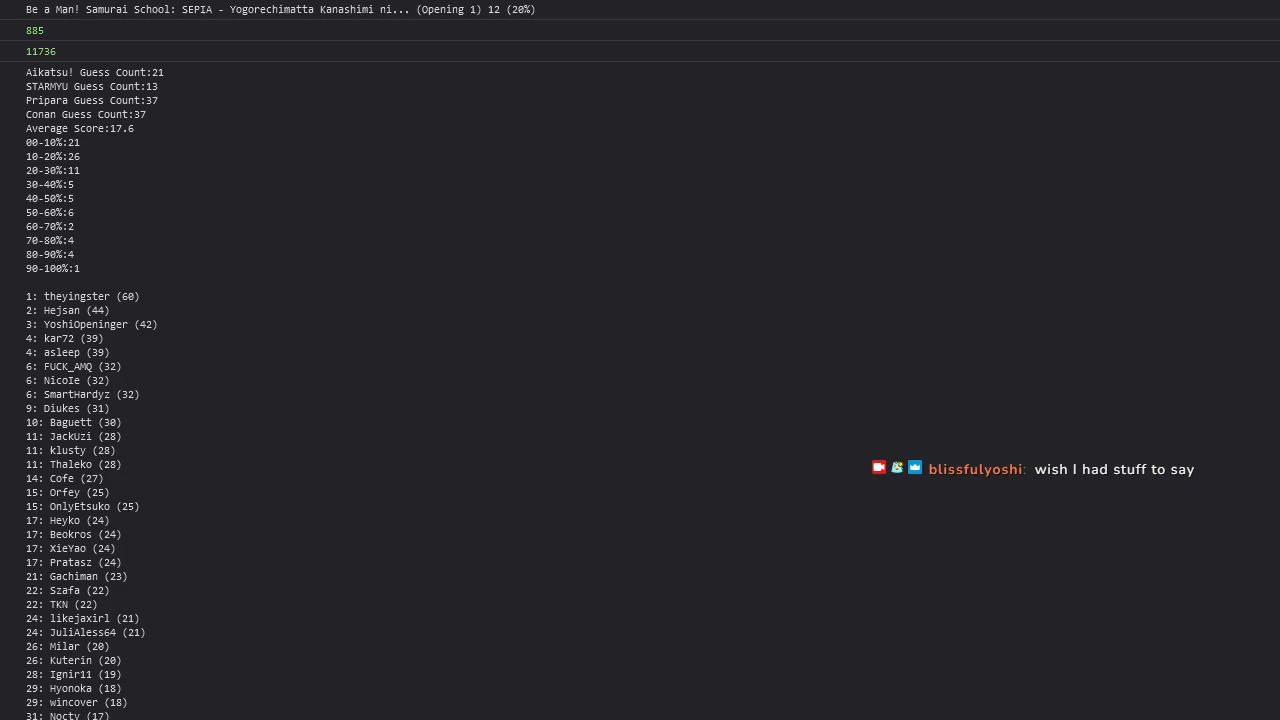 Be a Man! Samurai School: SEPIA - Yogorechimatta Kanashimi ni... (Opening 1) 12 (20%)
885
11736
Aikatsu! Guess Count:21
STARMYU Guess Count:13
Pripara Guess Count:37
Conan Guess Count:37
Average Score:17.6
00-10%:21
10-20%:26
20-30%:11
30-40%:5
40-50%:5
50-60%:6
60-70%:2
70-80%:4
80-90%:4
90-100%:1
1: theyingster (60)
2: Hejsan (44)
3: YoshiOpeninger (42)
4: kar72 (39)
4: asleep (39)
6: FUCK_AMQ (32)
6: NicoIe (32)
6: SmartHardyz (32)
9: Diukes (31)
10: Baguett (30)
11: JackUzi (28)
11: klusty (28)
11: Thaleko (28)
blissfulyoshi: wish I had stuff to say
14: Cofe (27)
15: Orfey (25)
15: OnlyEtsuko (25)
17: Heyko (24)
17: Beokros (24)
17: XieYao (24)
17: Pratasz (24)
21: Gachiman (23)
22: Szafa (22)
22: TKN (22)
24: likejaxirl (21)
24: JuliAless64 (21)
26: Milar (20)
26: Kuterin (20)
28: Ignir11 (19)
29: Hyonoka (18)
29: wincover (18)
31: Nocty (17)